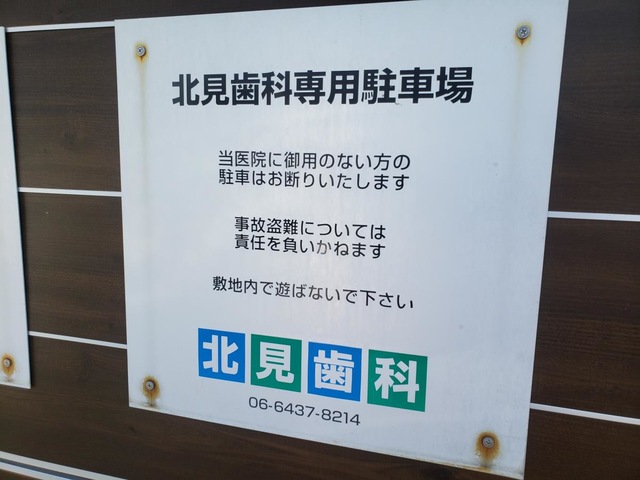 北見歯科専用駐車場
当医院に御用のない方の
駐車はお断りいたします
事故盗難については
責任を負いかねます
敷地内で遊ばないで下さい
北見歯科
06-6437-8214